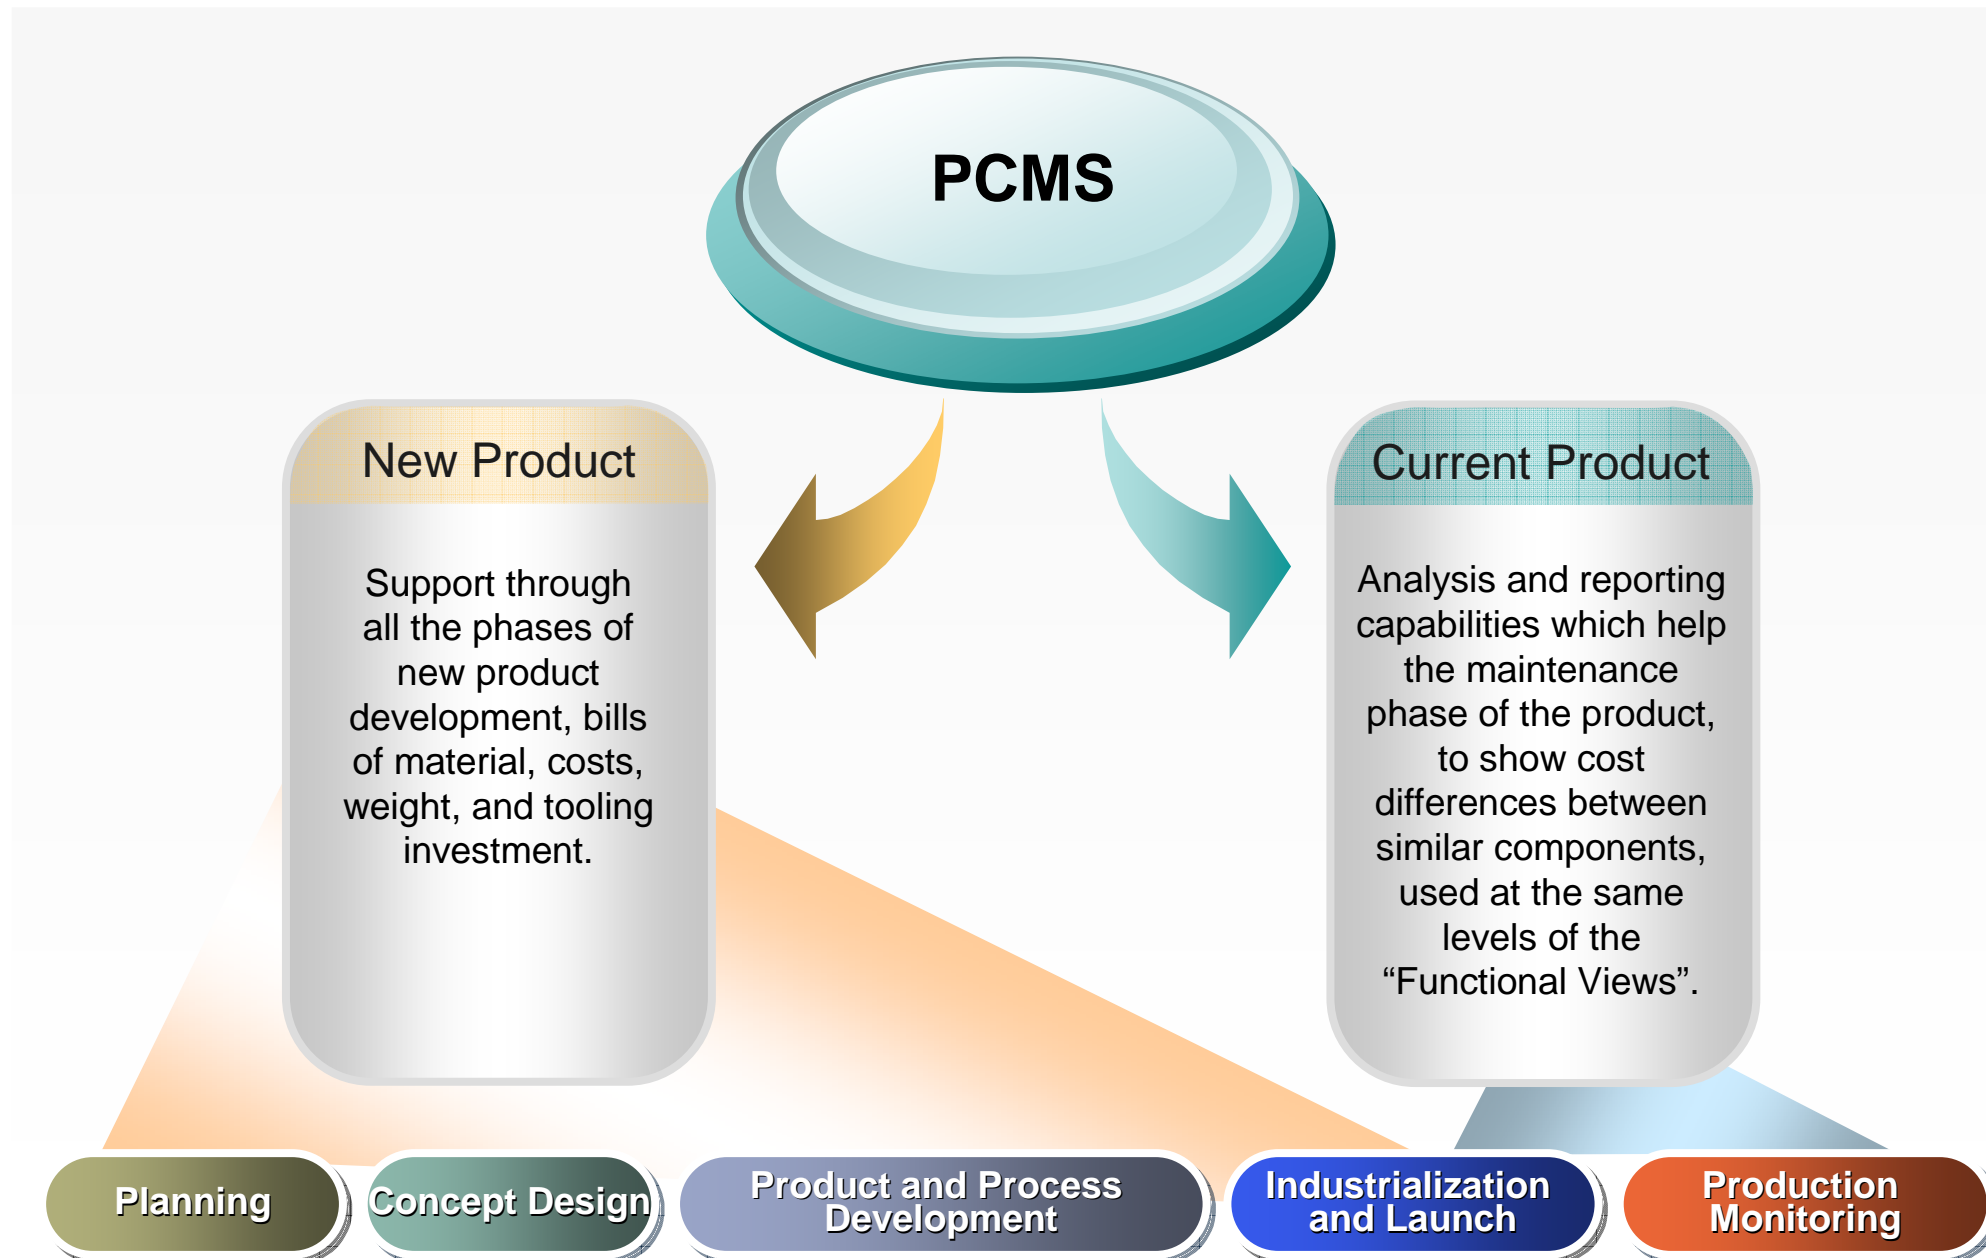 PCMS
New Product
Support through
all the phases of
new product
development, bills
of material, costs,
weight, and tooling
investment.
Current Product
Analysis and reporting
capabilities which help
the maintenance
phase of the product,
to show cost
differences between
similar components,
used at the same
levels of the
“Functional Views”.
Planning
Concept Design
Product and Process
Development
Industrialization
and Launch
Production
Monitoring